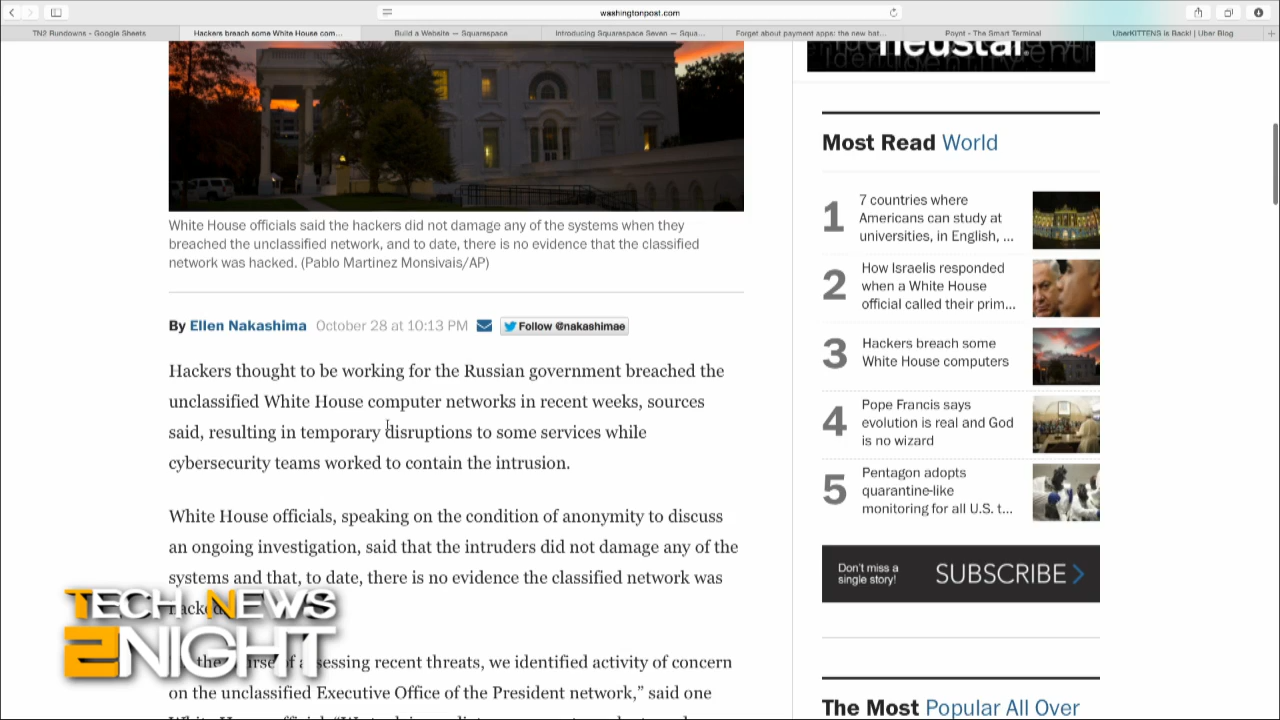 washingtonpost.com
TN2 Rundowns - Google Sheets
Hackers breach some White House com...
Build a Website — Squarespace
Introducing Squarespace Seven — Squa...
Forget about payment apps: the new bat...
Poynt - The Smart Terminal
UberKITTENS is Back! | Uber Blog
neustar
White House officials said the hackers did not damage any of the systems when they
breached the unclassified network, and to date, there is no evidence that the classified
network was hacked. (Pablo Martinez Monsivais/AP)
By Ellen Nakashima October 28 at 10:13 PM Follow @nakashimae
Hackers thought to be working for the Russian government breached the
unclassified White House computer networks in recent weeks, sources
said, resulting in temporary disruptions to some services while
cybersecurity teams worked to contain the intrusion.
White House officials, speaking on the condition of anonymity to discuss
an ongoing investigation, said that the intruders did not damage any of the
systems and that, to date, there is no evidence the classified network was
hacked.
the course of assessing recent threats, we identified activity of concern
on the unclassified Executive Office of the President network,” said one
TECH NEWS
2NIGHT
Most Read World
1
7 countries where
Americans can study at
universities, in English, ...
2
How Israelis responded
when a White House
official called their prim...
3
Hackers breach some
White House computers
4
Pope Francis says
evolution is real and God
is no wizard
5
Pentagon adopts
quarantine-like
monitoring for all U.S. t...
Don't miss a
single story!
SUBSCRIBE
The Most Popular All Over